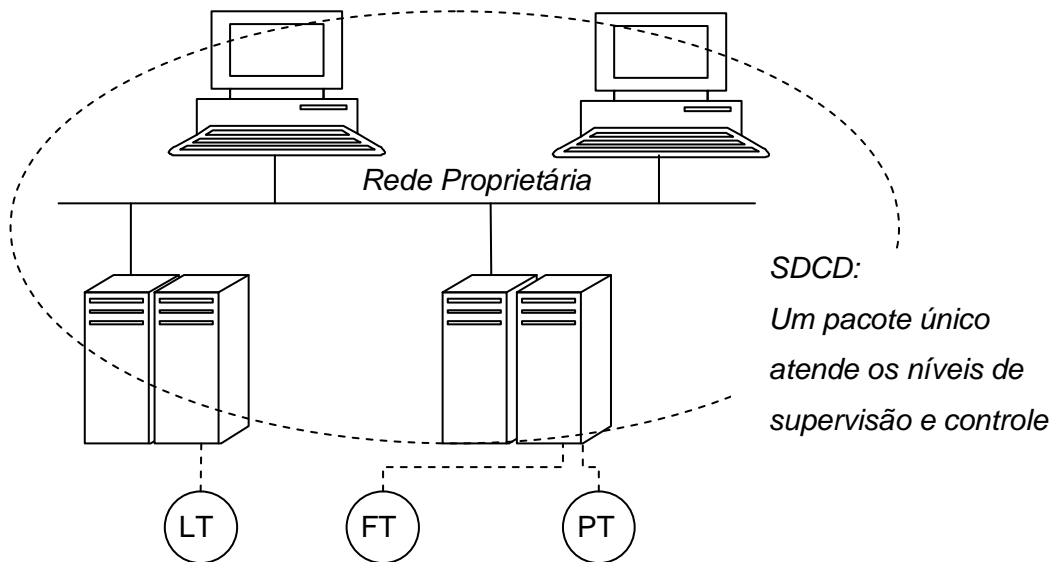 Rede Proprietária
SDCD:
Um pacote único
atende os níveis de
supervisão e controle
LT
FT
PT